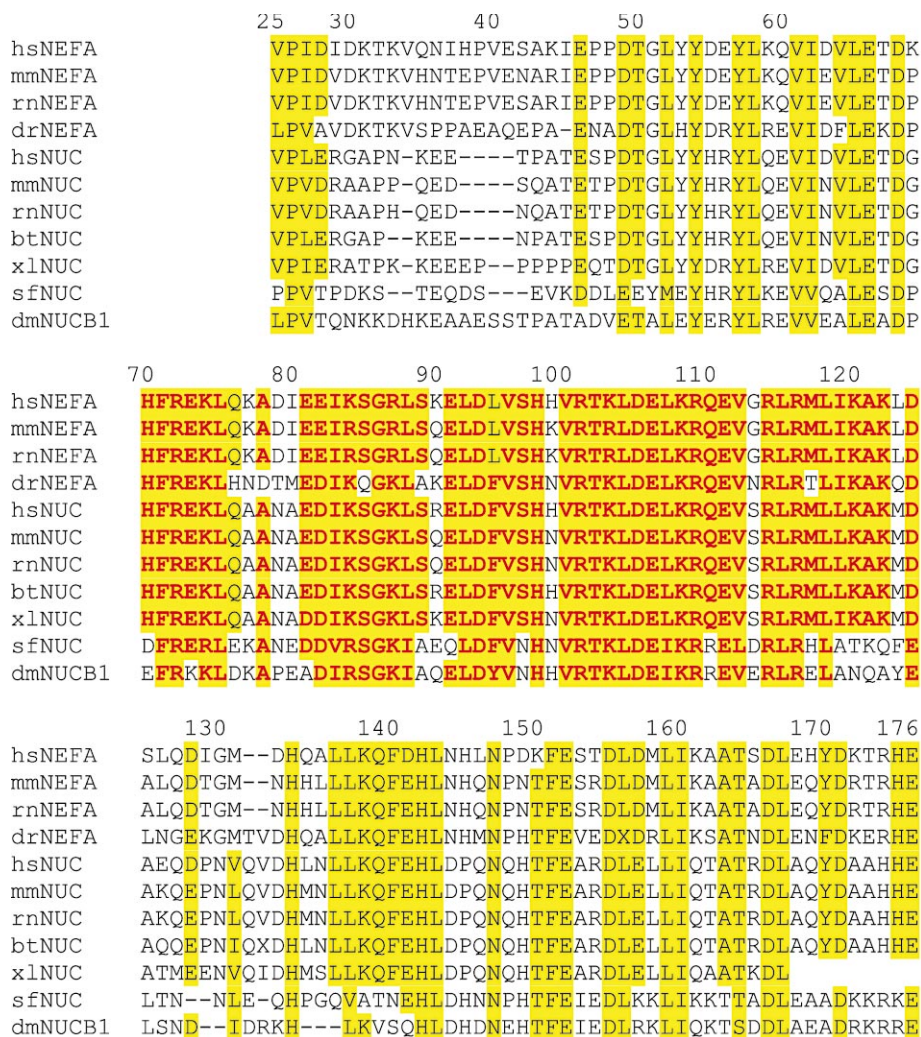 25 30 40 50 60
hsNEFA VPIDIDKTKVQNIHPVESAKIEPPDTGLYYDEYLKQVIDVLETDK
mmNEFA VPIDVDKTKVHNTEPVENARIEPPDTGLYYDEYLKQVIEVLETDP
rnNEFA VPIDVDKTKVHNTEPVESARIEPPDTGLYYDEYLKQVIEVLETDP
drNEFA LPVAVDKTKVSPPAEAQEPA-ENADTGLHYDRYLREVIDFLEKDP
hsNUC VPLERGAPN-KEE----TPATESPDTGLYYHRYLQEVIDVLETDG
mmNUC VPVDRAAPP-QED----SQATETPDTGLYYHRYLQEVINVLETDG
rnNUC VPVDRAAPH-QED----NQATETPDTGLYYHRYLQEVINVLETDG
btNUC VPLERGAP--KEE----NPATESPDTGLYYHRYLQEVINVLETDG
xlNUC VPIERATPK-KEEEP--PPPPEQTDTGLYYDRYLREVIDVLETDG
sfNUC PPVTPDKS--TEQDS---EVKDDLEEYMEYHRYLKEVVQALESDP
dmNUCB1 LPVTQNKKDHKEAAESSTPATADVETALEYERYLREVVEALEADP
70 80 90 100 110 120
hsNEFA HFREKLQKADIEEIKSGRLSKELDLVSHHVRTKLDELKRQEVGRLRMLIKAKLD
mmNEFA HFREKLQKADIEEIRSGRLSQELDLVSHKVRTRLDELKRQEVGRLRMLIKAKLD
rnNEFA HFREKLQKADIEEIRSGRLSQELDLVSHKVRTRLDELKRQEVGRLRMLIKAKLD
drNEFA HFREKLHNDTMEDIKQGKLAKELDFVSHNVRTKLDELKRQEVNRLRTLIKAKQD
hsNUC HFREKLQAANAEDIKSGKLSRELDFVSHHVRTKLDELKRQEVSRLRMLLKAKMD
mmNUC HFREKLQAANAEDIKSGKLSQELDFVSHNVRTKLDELKRQEVSRLRMLLKAKMD
rnNUC HFREKLQAANAEDIKSGKLSQELDFVSHNVRTKLDELKRQEVSRLRMLLKAKMD
btNUC HFREKLQAANAEDIKSGKLSRELDFVSHHVRTKLDELKRQEVSRLRMLLKAKMD
xlNUC HFREKLQAANADDIKSGKLSKELDFVSHNVRTKLDELKRQEVSRLRMLIKAKMD
sfNUC DFRERLEKANEDDVRSGKIAEQLDFVNHNVRTKLDEIKRRELDRLRHLATKQFE
dmNUCB1 EFRKKLDKAPEADIRSGKIAQELDYVNHHVRTKLDEIKRREVERLRELANQAYE
130 140 150 160 170 176
hsNEFA SLQDIGM--DHQALLKQFDHLNHLNPDKFESTDLDMLIKAATSDLEHYDKTRHE
mmNEFA ALQDTGM--NHHLLLKQFEHLNHQNPNTFESRDLDMLIKAATADLEQYDRTRHE
rnNEFA ALQDTGM--NHHLLLKQFEHLNHQNPNTFESRDLDMLIKAATADLEQYDRTRHE
drNEFA LNGEKGMTVDHQALLKQFEHLNHMNPHTFEVEDXDRLIKSATNDLENFDKERHE
hsNUC AEQDPNVQVDHLNLLKQFEHLDPQNQHTFEARDLELLIQTATRDLAQYDAAHHE
mmNUC AKQEPNLQVDHMNLLKQFEHLDPQNQHTFEARDLELLIQTATRDLAQYDAAHHE
rnNUC AKQEPNLQVDHMNLLKQFEHLDPQNQHTFEARDLELLIQTATRDLAQYDAAHHE
btNUC AQQEPNIQXDHLNLLKQFEHLDPQNQHTFEARDLELLIQTATRDLAQYDAAHHE
xlNUC ATMEENVQIDHMSLLKQFEHLDPQNQHTFEARDLELLIQAATKDL
sfNUC LTN--NLE-QHPGQVATNEHLDHNNPHTFEIEDLKKLIKKTTADLEAADKKRKE
dmNUCB1 LSND--IDRKH---LKVSQHLDHDNEHTFEIEDLRKLIQKTSDDLAEADRKRRE